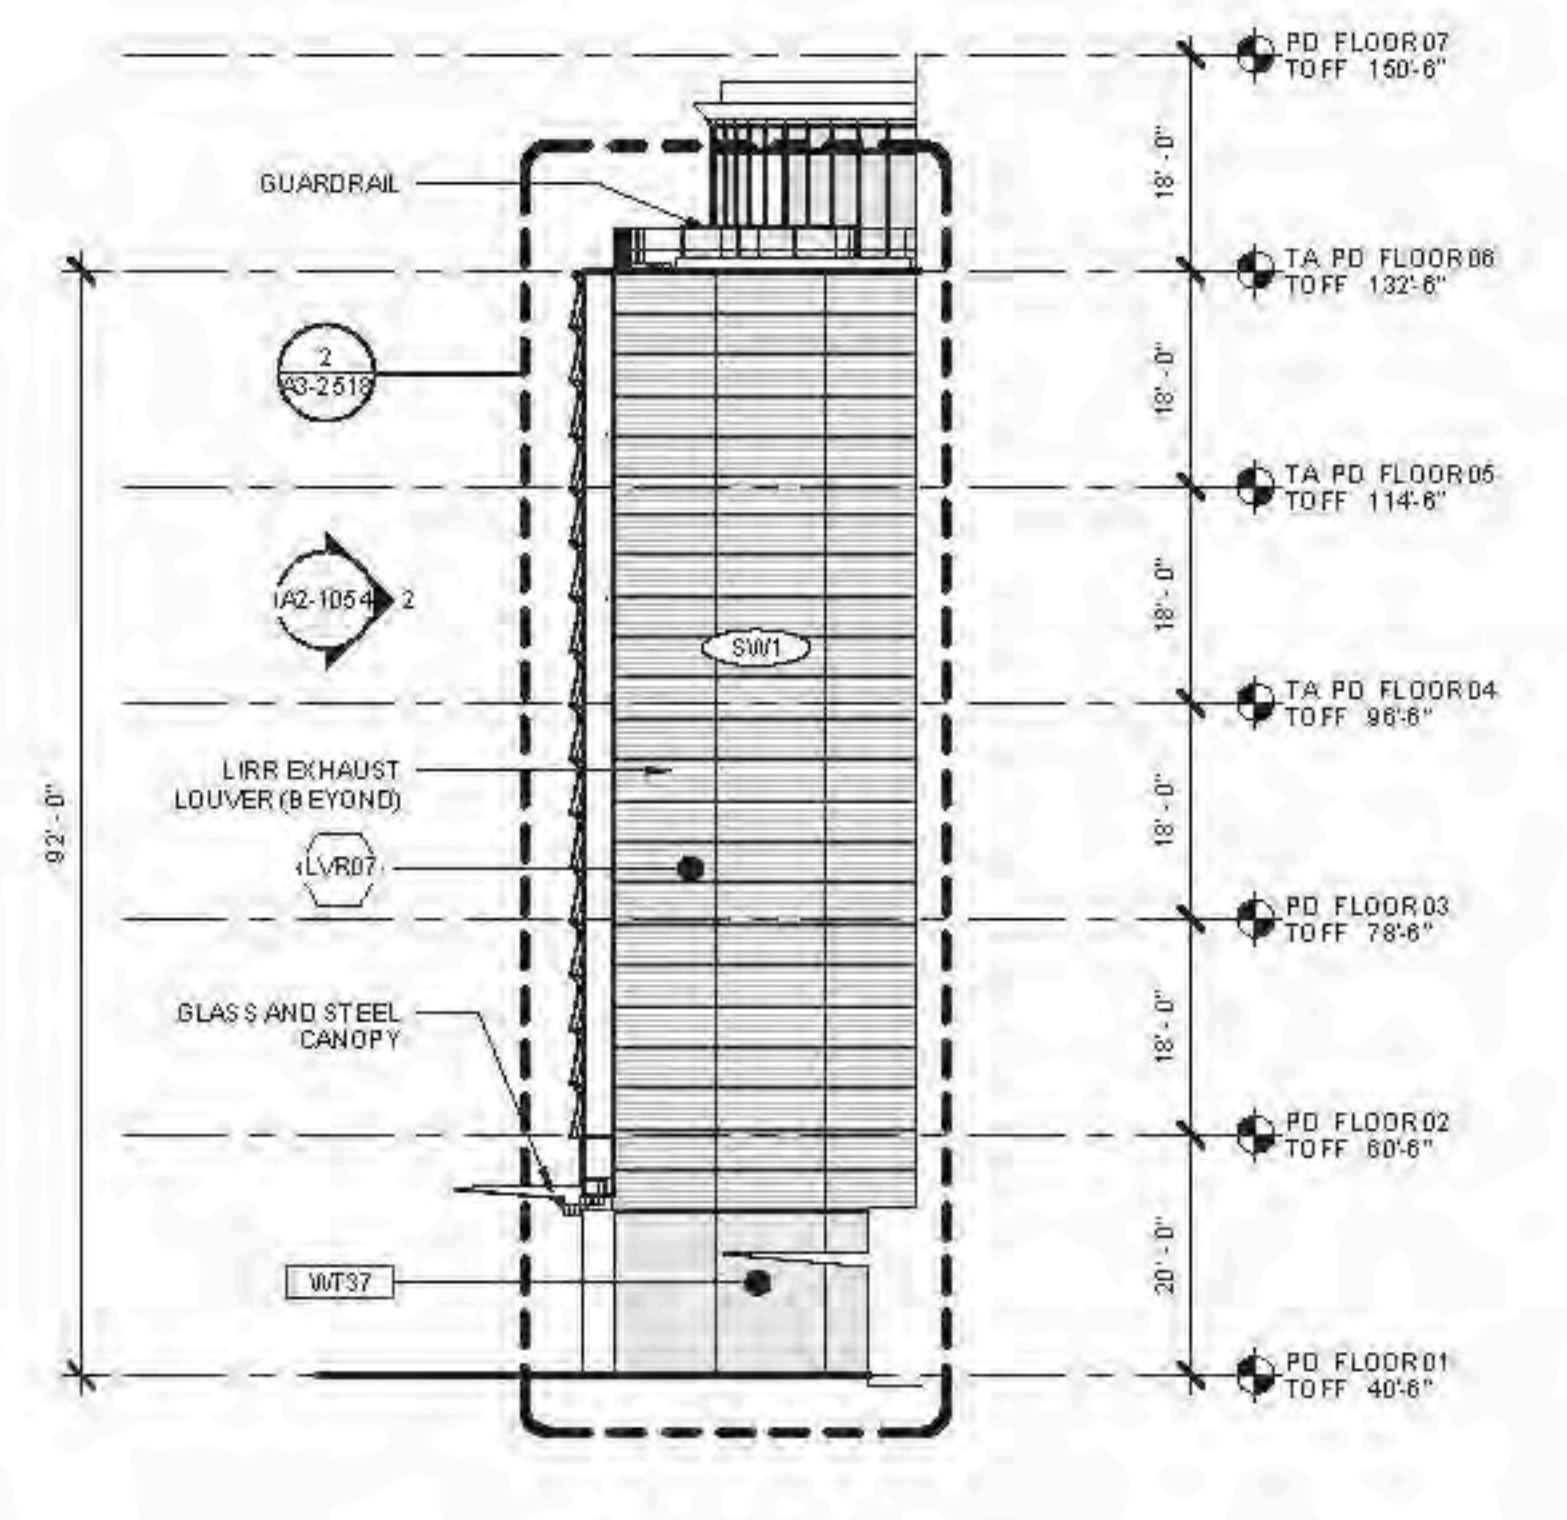 PD FLOOR 07
TOFF 150'-6"
18' - 0"
GUARDRAIL
TA PD FLOOR 06
TOFF 132'-6"
2
A3-2518
18' - 0"
TA PD FLOOR 05
TOFF 114'-6"
A2-1054 2
18' - 0"
SW1
TA PD FLOOR 04
TOFF 96'-6"
LIRR EXHAUST
LOUVER (BEYOND)
92' - 0"
18' - 0"
LVR07
PD FLOOR 03
TOFF 78'-6"
GLASS AND STEEL
CANOPY
18' - 0"
PD FLOOR 02
TOFF 60'-6"
20' - 0"
WT37
PD FLOOR 01
TOFF 40'-6"